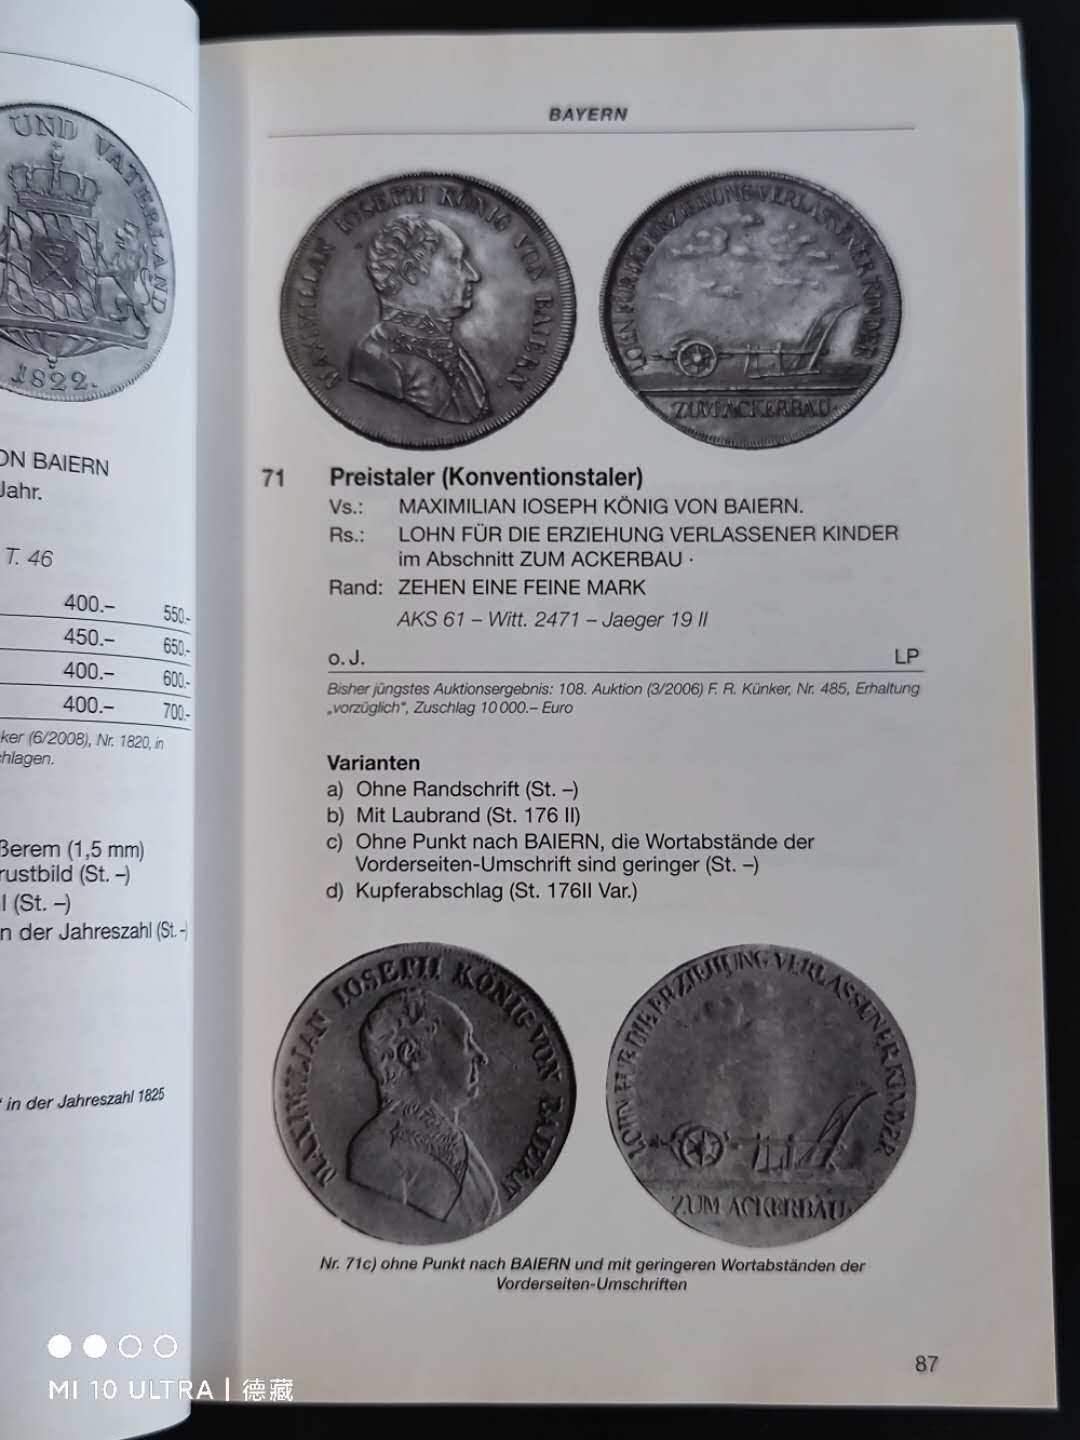 UND VATERLAND
1822.
ON BAIERN
Jahr.
T. 46
400.– 550.-
450.– 650.-
400.– 600.-
400.– 700.-
ker (6/2008), Nr. 1820, in
chlagen.
ßerem (1,5 mm)
rustbild (St. –)
l (St. –)
n der Jahreszahl (St. -)
in der Jahreszahl 1825
BAYERN
MAXIMILIAN IOSEPH KÖNIG VON BAIERN.
LOHN FÜR DIE ERZIEHUNG VERLASSENER KINDER
ZUM ACKERBAU
71 Preistaler (Konventionstaler)
Vs.: MAXIMILIAN IOSEPH KÖNIG VON BAIERN.
Rs.: LOHN FÜR DIE ERZIEHUNG VERLASSENER KINDER
im Abschnitt ZUM ACKERBAU ·
Rand: ZEHEN EINE FEINE MARK
AKS 61 – Witt. 2471 – Jaeger 19 II
o. J. LP
Bisher jüngstes Auktionsergebnis: 108. Auktion (3/2006) F. R. Künker, Nr. 485, Erhaltung
„vorzüglich", Zuschlag 10 000.– Euro
Varianten
a) Ohne Randschrift (St. –)
b) Mit Laubrand (St. 176 II)
c) Ohne Punkt nach BAIERN, die Wortabstände der
Vorderseiten-Umschrift sind geringer (St. –)
d) Kupferabschlag (St. 176II Var.)
MAXIMILIAN IOSEPH KÖNIG VON BAIERN
DIE ERZIEHUNG VERLASSENER KINDER
ZUM ACKERBAU
Nr. 71c) ohne Punkt nach BAIERN und mit geringeren Wortabständen der
Vorderseiten-Umschriften
87
MI 10 ULTRA | 德藏